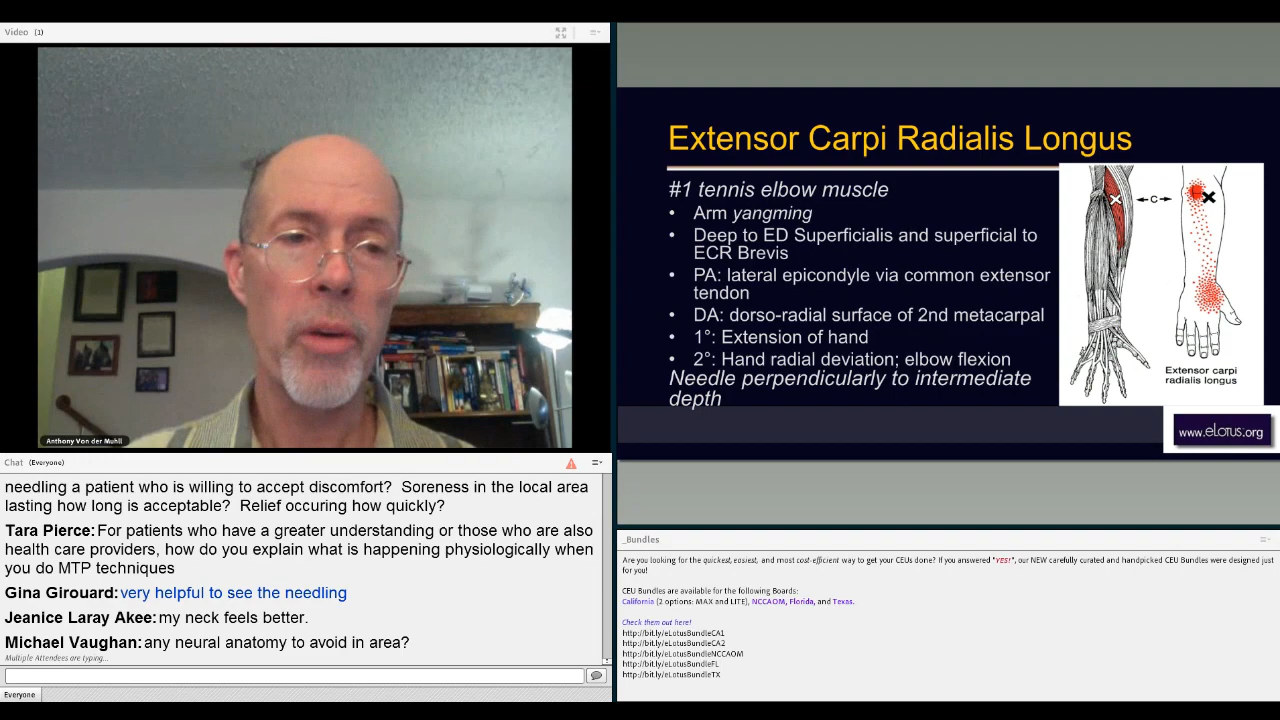 Video (1)
Anthony Von der Muhll
Chat (Everyone)
needling a patient who is willing to accept discomfort? Soreness in the local area
lasting how long is acceptable? Relief occuring how quickly?
Tara Pierce: For patients who have a greater understanding or those who are also
health care providers, how do you explain what is happening physiologically when
you do MTP techniques
Gina Girouard: very helpful to see the needling
Jeanice Laray Akee: my neck feels better.
Michael Vaughan: any neural anatomy to avoid in area?
Multiple Attendees are typing...
Everyone
Extensor Carpi Radialis Longus
#1 tennis elbow muscle
• Arm yangming
• Deep to ED Superficialis and superficial to
ECR Brevis
• PA: lateral epicondyle via common extensor
tendon
• DA: dorso-radial surface of 2nd metacarpal
• 1°: Extension of hand
• 2°: Hand radial deviation; elbow flexion
Needle perpendicularly to intermediate
depth
C
Extensor carpi
radialis longus
www.eLotus.org
_Bundles
Are you looking for the quickest, easiest, and most cost-efficient way to get your CEUs done? If you answered "YES!", our NEW carefully curated and handpicked CEU Bundles were designed just
for you!
CEU Bundles are available for the following Boards:
California (2 options: MAX and LITE), NCCAOM, Florida, and Texas.
Check them out here!
http://bit.ly/eLotusBundleCA1
http://bit.ly/eLotusBundleCA2
http://bit.ly/eLotusBundleNCCAOM
http://bit.ly/eLotusBundleFL
http://bit.ly/eLotusBundleTX